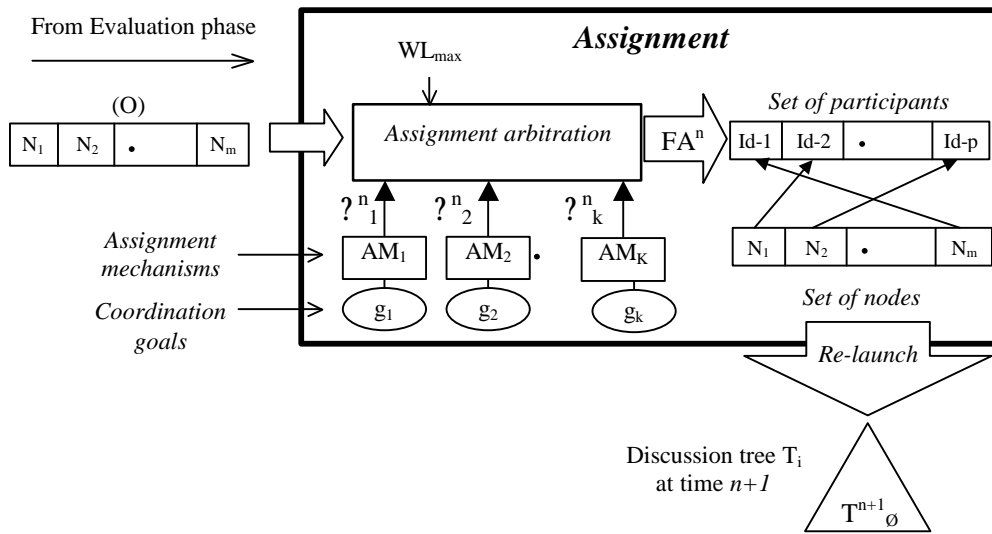 From Evaluation phase
Assignment
WLmax
(O)
N1 N2 • Nm
Assignment arbitration
FAn
Set of participants
Id-1 Id-2 • Id-p
?n1 ?n2 ?nk
Assignment
mechanisms
AM1 AM2 • AMK
N1 N2 • Nm
Coordination
goals
g1 g2 gk
Set of nodes
Re-launch
Discussion tree Ti
at time n+1
Tn+1ø